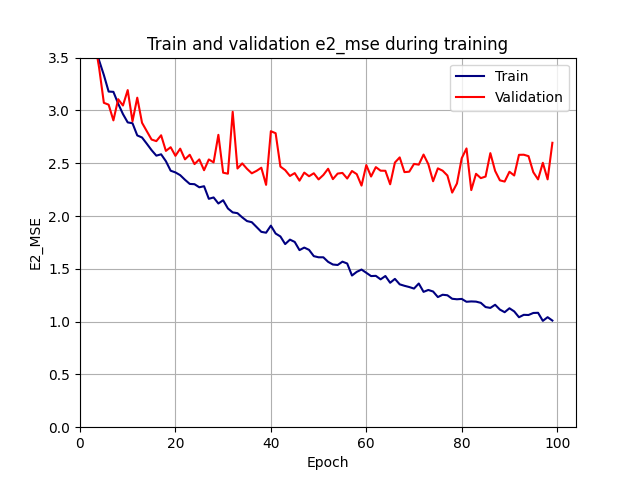 Train and validation e2_mse during training
Train
Validation
3.5
3.0
2.5
2.0
1.5
1.0
0.5
0.0
E2_MSE
0 20 40 60 80 100
Epoch